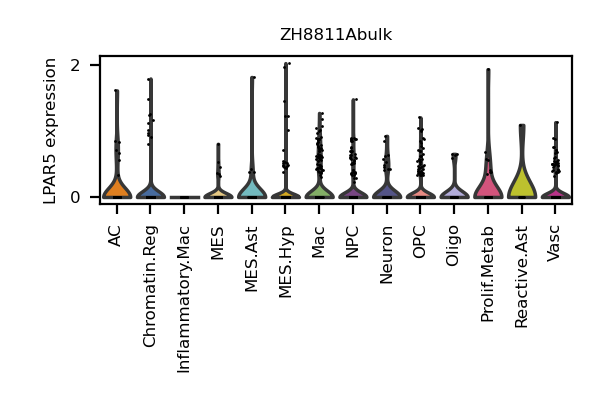 ZH8811Abulk
LPAR5 expression
2
0
AC
Chromatin.Reg
Inflammatory.Mac
MES
MES.Ast
MES.Hyp
Mac
NPC
Neuron
OPC
Oligo
Prolif.Metab
Reactive.Ast
Vasc